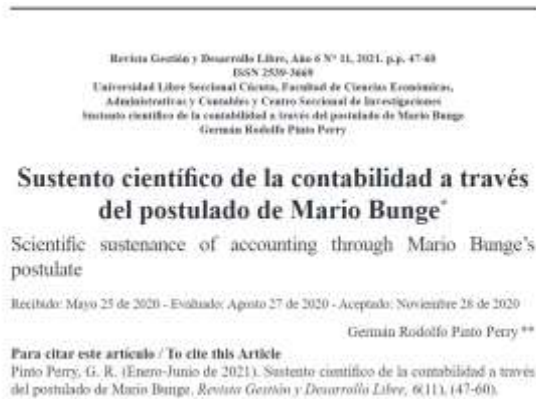 Revista Gestión y Desarrollo Libre, Año 6 N° 11, 2021. p.p. 47-60
ISSN 2539-3669
Universidad Libre Seccional Cúcuta, Facultad de Ciencias Económicas,
Administrativas y Contables y Centro Seccional de Investigaciones
Sustento científico de la contabilidad a través del postulado de Mario Bunge
Germán Rodolfo Pinto Perry
Sustento científico de la contabilidad a través
del postulado de Mario Bunge*
Scientific sustenance of accounting through Mario Bunge's
postulate
Recibido: Mayo 25 de 2020 - Evaluado: Agosto 27 de 2020 - Aceptado: Noviembre 28 de 2020
Germán Rodolfo Pinto Perry **
Para citar este artículo / To cite this Article
Pinto Perry, G. R. (Enero-Junio de 2021). Sustento científico de la contabilidad a través
del postulado de Mario Bunge. Revista Gestión y Desarrollo Libre, 6(11), (47-60).